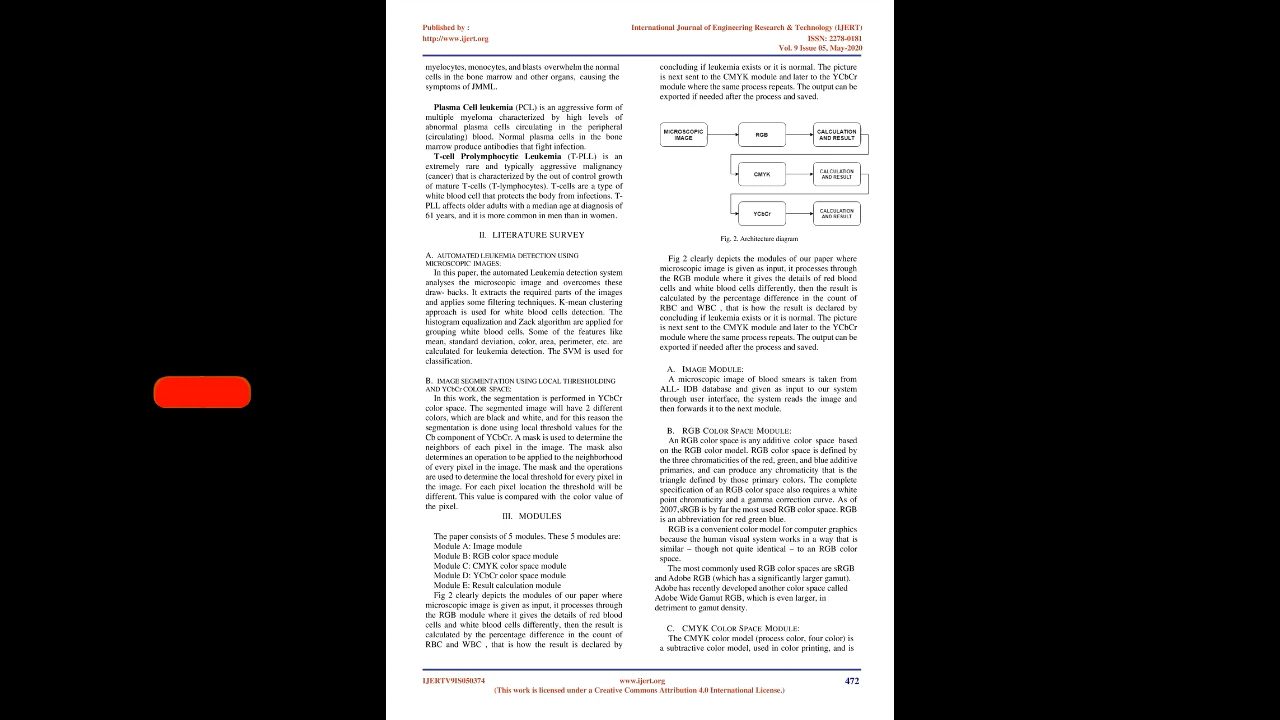 Published by :
http://www.ijert.org
International Journal of Engineering Research & Technology (IJERT)
ISSN: 2278-0181
Vol. 9 Issue 05, May-2020
myelocytes, monocytes, and blasts overwhelm the normal
cells in the bone marrow and other organs, causing the
symptoms of JMML.
Plasma Cell leukemia (PCL) is an aggressive form of
multiple myeloma characterized by high levels of
abnormal plasma cells circulating in the peripheral
(circulating) blood. Normal plasma cells in the bone
marrow produce antibodies that fight infection.
T-cell Prolymphocytic Leukemia (T-PLL) is an
extremely rare and typically aggressive malignancy
(cancer) that is characterized by the out of control growth
of mature T-cells (T-lymphocytes). T-cells are a type of
white blood cell that protects the body from infections. T-
PLL affects older adults with a median age at diagnosis of
61 years, and it is more common in men than in women.
II. LITERATURE SURVEY
A. AUTOMATED LEUKEMIA DETECTION USING
MICROSCOPIC IMAGES:
In this paper, the automated Leukemia detection system
analyses the microscopic image and overcomes these
draw- backs. It extracts the required parts of the images
and applies some filtering techniques. K-mean clustering
approach is used for white blood cells detection. The
histogram equalization and Zack algorithm are applied for
grouping white blood cells. Some of the features like
mean, standard deviation, color, area, perimeter, etc. are
calculated for leukemia detection. The SVM is used for
classification.
B. IMAGE SEGMENTATION USING LOCAL THRESHOLDING
AND YCbCr COLOR SPACE:
In this work, the segmentation is performed in YCbCr
color space. The segmented image will have 2 different
colors, which are black and white, and for this reason the
segmentation is done using local threshold values for the
Cb component of YCbCr. A mask is used to determine the
neighbors of each pixel in the image. The mask also
determines an operation to be applied to the neighborhood
of every pixel in the image. The mask and the operations
are used to determine the local threshold for every pixel in
the image. For each pixel location the threshold will be
different. This value is compared with the color value of
the pixel.
III. MODULES
The paper consists of 5 modules. These 5 modules are:
Module A: Image module
Module B: RGB color space module
Module C: CMYK color space module
Module D: YCbCr color space module
Module E: Result calculation module
Fig 2 clearly depicts the modules of our paper where
microscopic image is given as input, it processes through
the RGB module where it gives the details of red blood
cells and white blood cells differently, then the result is
calculated by the percentage difference in the count of
RBC and WBC , that is how the result is declared by
concluding if leukemia exists or it is normal. The picture
is next sent to the CMYK module and later to the YCbCr
module where the same process repeats. The output can be
exported if needed after the process and saved.
MICROSCOPIC
IMAGE
RGB
CALCULATION
AND RESULT
CMYK
CALCULATION
AND RESULT
YCbCr
CALCULATION
AND RESULT
Fig. 2. Architecture diagram
Fig 2 clearly depicts the modules of our paper where
microscopic image is given as input, it processes through
the RGB module where it gives the details of red blood
cells and white blood cells differently, then the result is
calculated by the percentage difference in the count of
RBC and WBC , that is how the result is declared by
concluding if leukemia exists or it is normal. The picture
is next sent to the CMYK module and later to the YCbCr
module where the same process repeats. The output can be
exported if needed after the process and saved.
A. IMAGE MODULE:
A microscopic image of blood smears is taken from
ALL- IDB database and given as input to our system
through user interface, the system reads the image and
then forwards it to the next module.
B. RGB COLOR SPACE MODULE:
An RGB color space is any additive color space based
on the RGB color model. RGB color space is defined by
the three chromaticities of the red, green, and blue additive
primaries, and can produce any chromaticity that is the
triangle defined by those primary colors. The complete
specification of an RGB color space also requires a white
point chromaticity and a gamma correction curve. As of
2007,sRGB is by far the most used RGB color space. RGB
is an abbreviation for red green blue.
RGB is a convenient color model for computer graphics
because the human visual system works in a way that is
similar – though not quite identical – to an RGB color
space.
The most commonly used RGB color spaces are sRGB
and Adobe RGB (which has a significantly larger gamut).
Adobe has recently developed another color space called
Adobe Wide Gamut RGB, which is even larger, in
detriment to gamut density.
C. CMYK COLOR SPACE MODULE:
The CMYK color model (process color, four color) is
a subtractive color model, used in color printing, and is
IJERTV9IS050374
www.ijert.org
472
(This work is licensed under a Creative Commons Attribution 4.0 International License.)